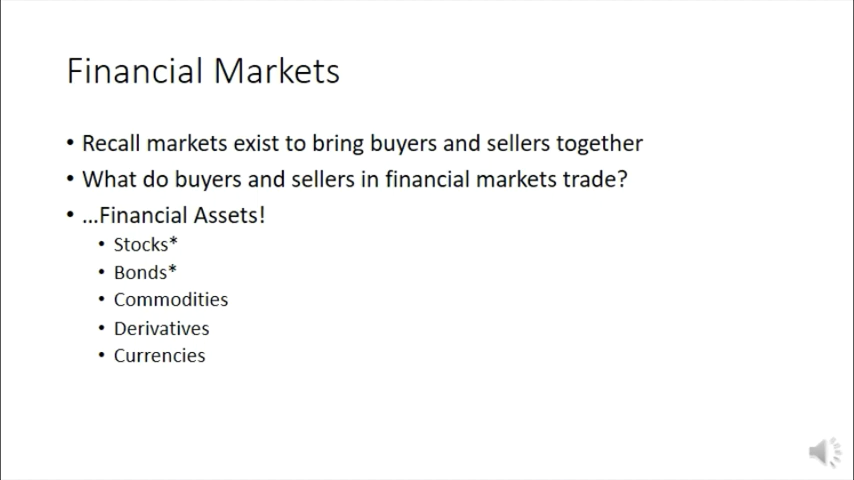 Financial Markets
• Recall markets exist to bring buyers and sellers together
• What do buyers and sellers in financial markets trade?
• …Financial Assets!
• Stocks*
• Bonds*
• Commodities
• Derivatives
• Currencies